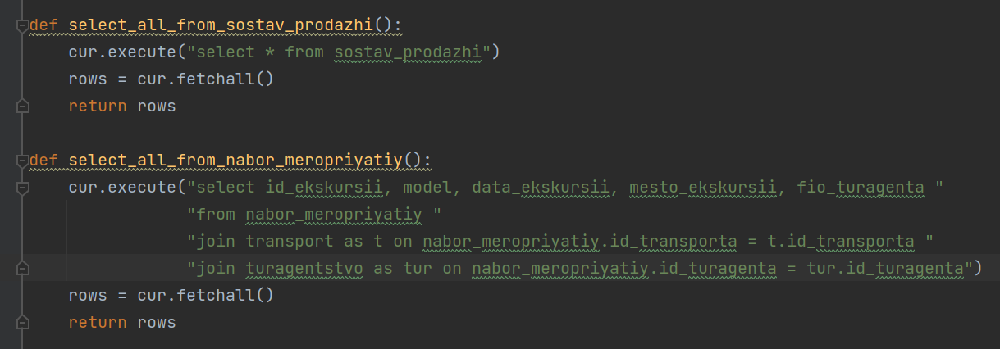 def select_all_from_sostav_prodazhi():
    cur.execute("select * from sostav_prodazhi")
    rows = cur.fetchall()
    return rows

def select_all_from_nabor_meropriyatiy():
    cur.execute("select id_ekskursii, model, data_ekskursii, mesto_ekskursii, fio_turagenta "
                "from nabor_meropriyatiy "
                "join transport as t on nabor_meropriyatiy.id_transporta = t.id_transporta "
                "join turagentstvo as tur on nabor_meropriyatiy.id_turagenta = tur.id_turagenta")
    rows = cur.fetchall()
    return rows